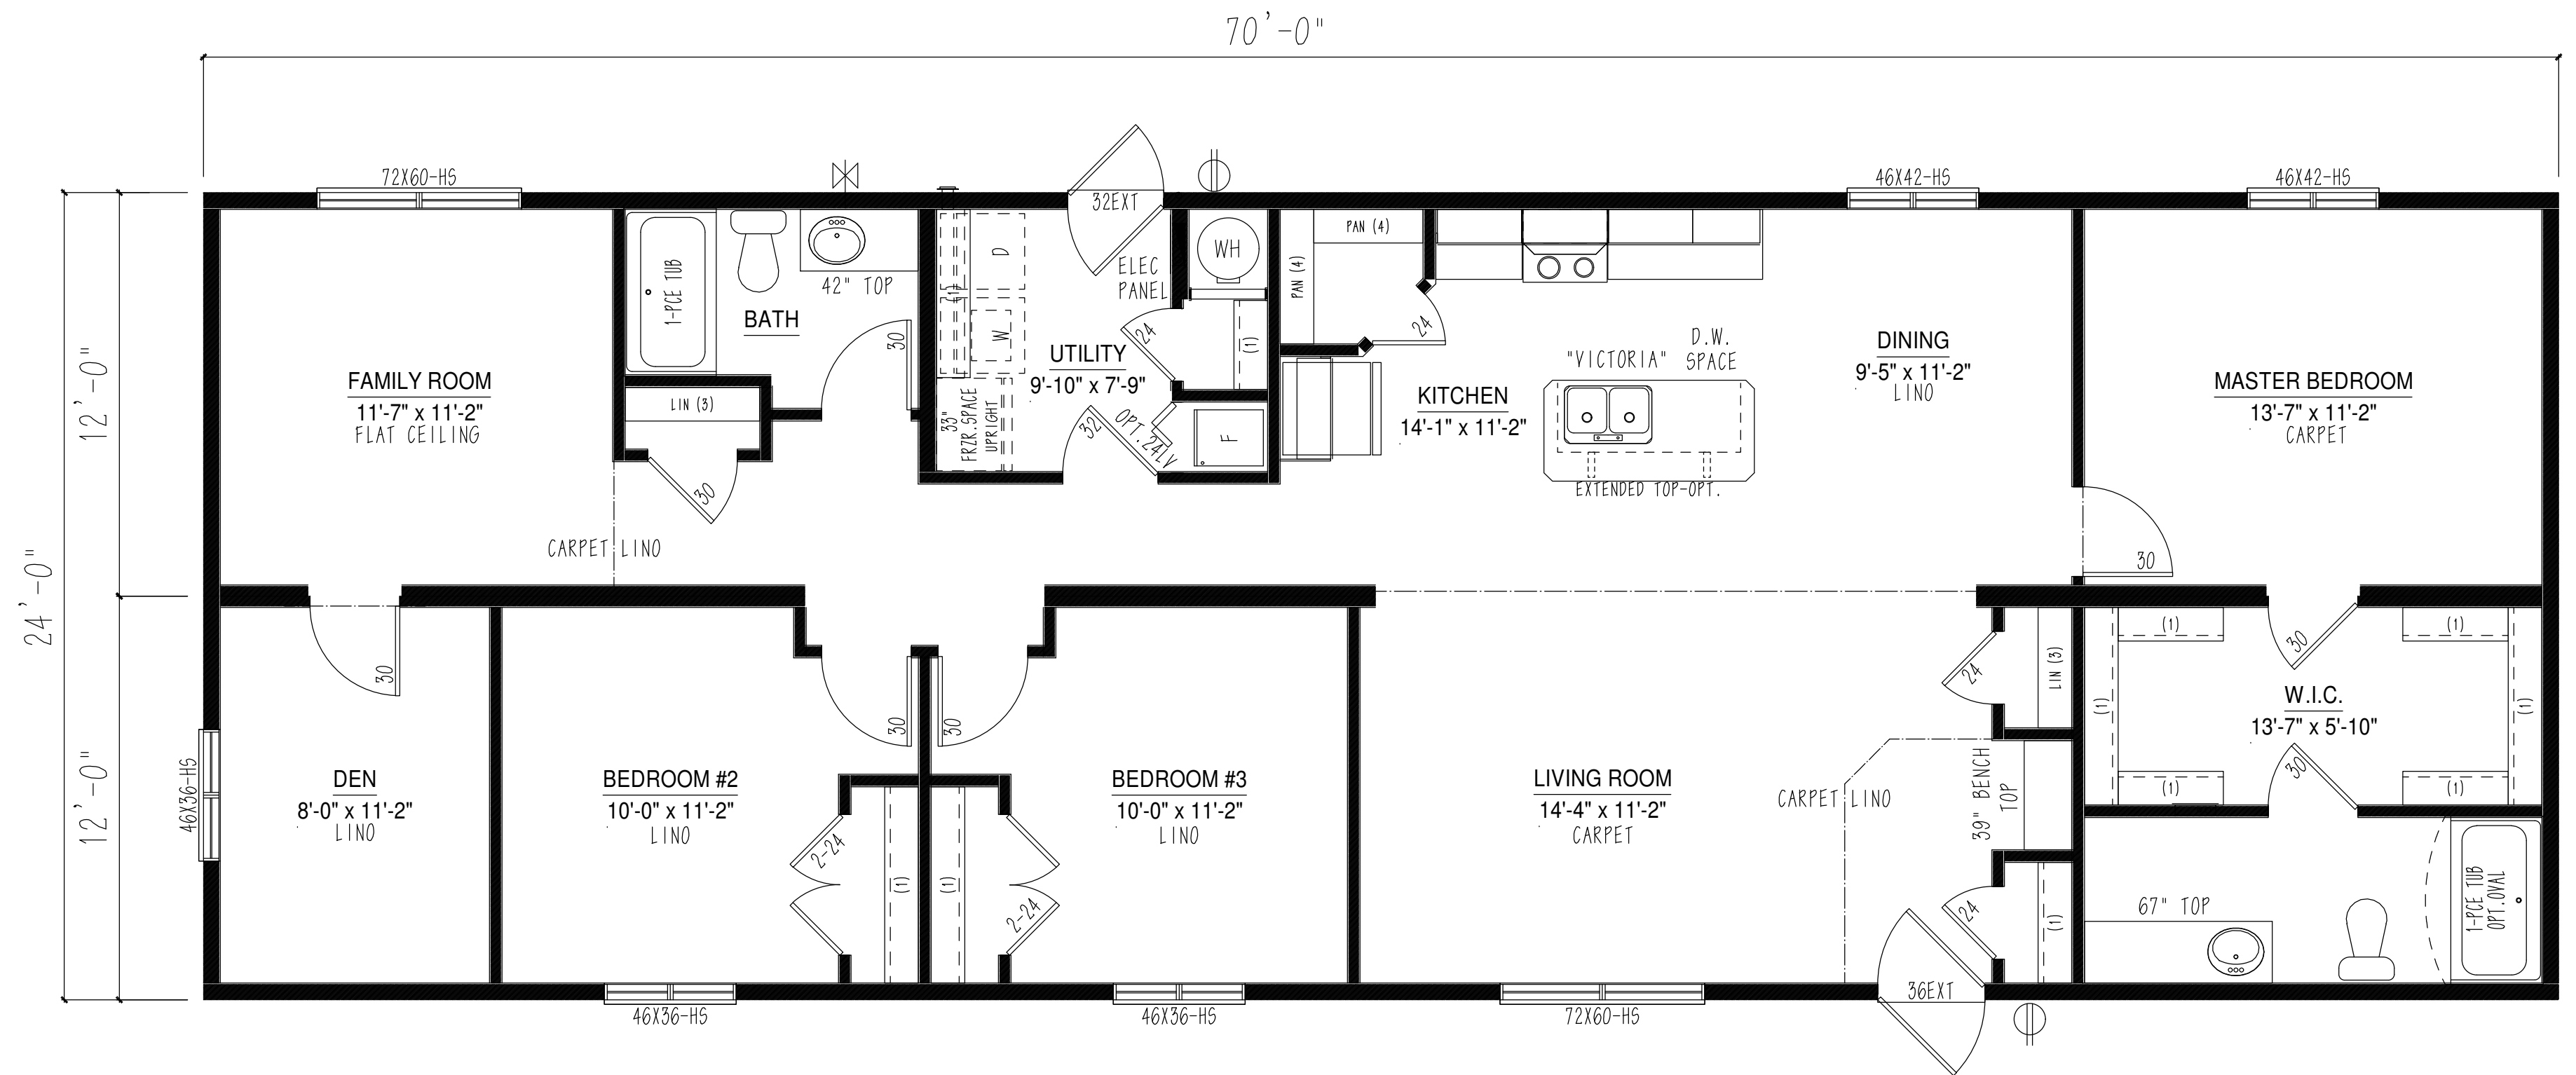 70'-0"
72X60-HS
46X42-HS
46X42-HS
32EXT
WH
PAN (4)
PAN (4)
D
(1)
ELEC
PANEL
1-PCE TUB
42" TOP
BATH
30
W
24
(1)
24
UTILITY
9'-10" x 7'-9"
"VICTORIA"
D.W.
SPACE
DINING
9'-5" x 11'-2"
LINO
12'-0"
FAMILY ROOM
11'-7" x 11'-2"
FLAT CEILING
LIN (3)
33"
FRZR.SPACE
UPRIGHT
32
OPT.24LV
F
KITCHEN
14'-1" x 11'-2"
MASTER BEDROOM
13'-7" x 11'-2"
CARPET
30
EXTENDED TOP-OPT.
CARPET LINO
30
24'-0"
30
30
30
24
LIN (3)
(1)
30
(1)
(1)
(1)
W.I.C.
13'-7" x 5'-10"
12'-0"
46X36-HS
DEN
8'-0" x 11'-2"
LINO
BEDROOM #2
10'-0" x 11'-2"
LINO
BEDROOM #3
10'-0" x 11'-2"
LINO
LIVING ROOM
14'-4" x 11'-2"
CARPET
CARPET LINO
39" BENCH
TOP
30
(1)
(1)
2-24
(1)
(1)
2-24
24
(1)
67" TOP
1-PCE TUB
OPT.OVAL
36EXT
46X36-HS
46X36-HS
72X60-HS